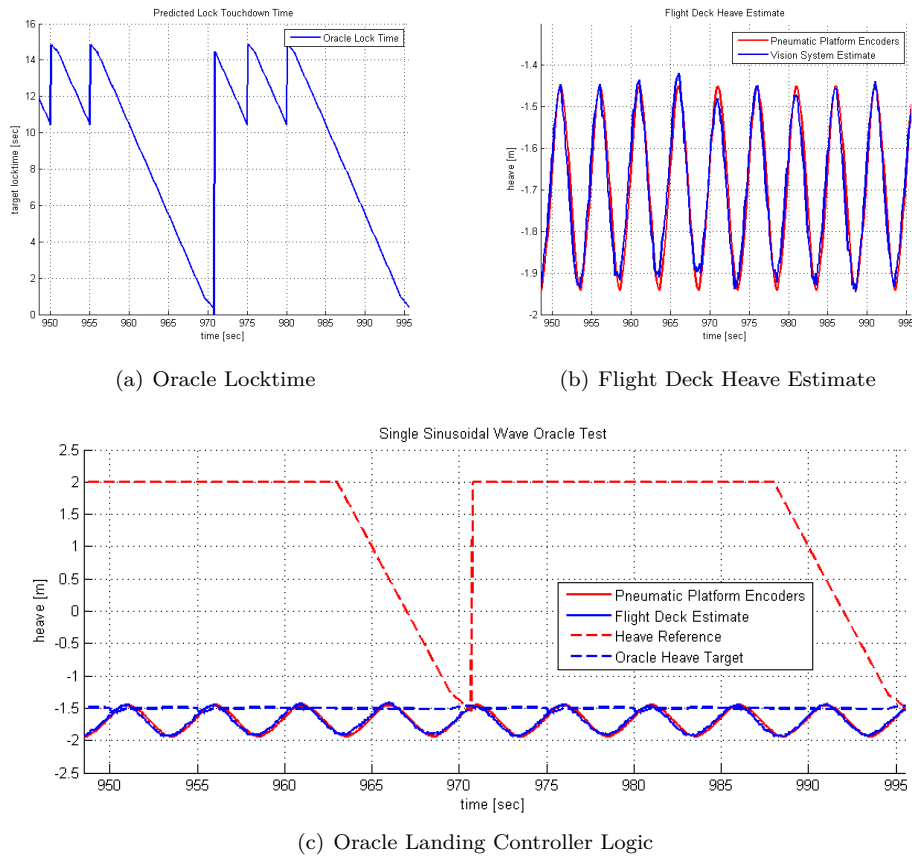 Predicted Lock Touchdown Time
Oracle Lock Time
target locktime [sec]
16
14
12
10
8
6
4
2
0
950 955 960 965 970 975 980 985 990 995
time [sec]
(a) Oracle Locktime
Flight Deck Heave Estimate
Pneumatic Platform Encoders
Vision System Estimate
heave [m]
-1.4
-1.5
-1.6
-1.7
-1.8
-1.9
-2
950 955 960 965 970 975 980 985 990 995
time [sec]
(b) Flight Deck Heave Estimate
Single Sinusoidal Wave Oracle Test
heave [m]
2.5
2
1.5
1
0.5
0
-0.5
-1
-1.5
-2
-2.5
Pneumatic Platform Encoders
Flight Deck Estimate
Heave Reference
Oracle Heave Target
950 955 960 965 970 975 980 985 990 995
time [sec]
(c) Oracle Landing Controller Logic